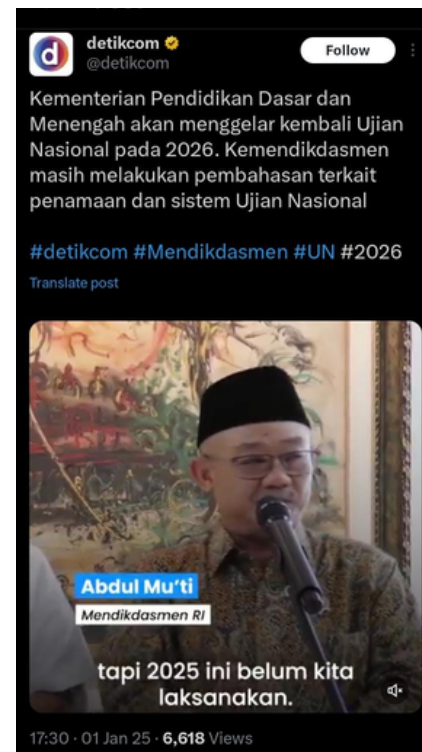 detikcom
@detikcom
Follow
Kementerian Pendidikan Dasar dan
Menengah akan menggelar kembali Ujian
Nasional pada 2026. Kemendikdasmen
masih melakukan pembahasan terkait
penamaan dan sistem Ujian Nasional
#detikcom #Mendikdasmen #UN #2026
Translate post
Abdul Mu'ti
Mendikdasmen RI
tapi 2025 ini belum kita
laksanakan.
17:30 · 01 Jan 25 · 6,618 Views